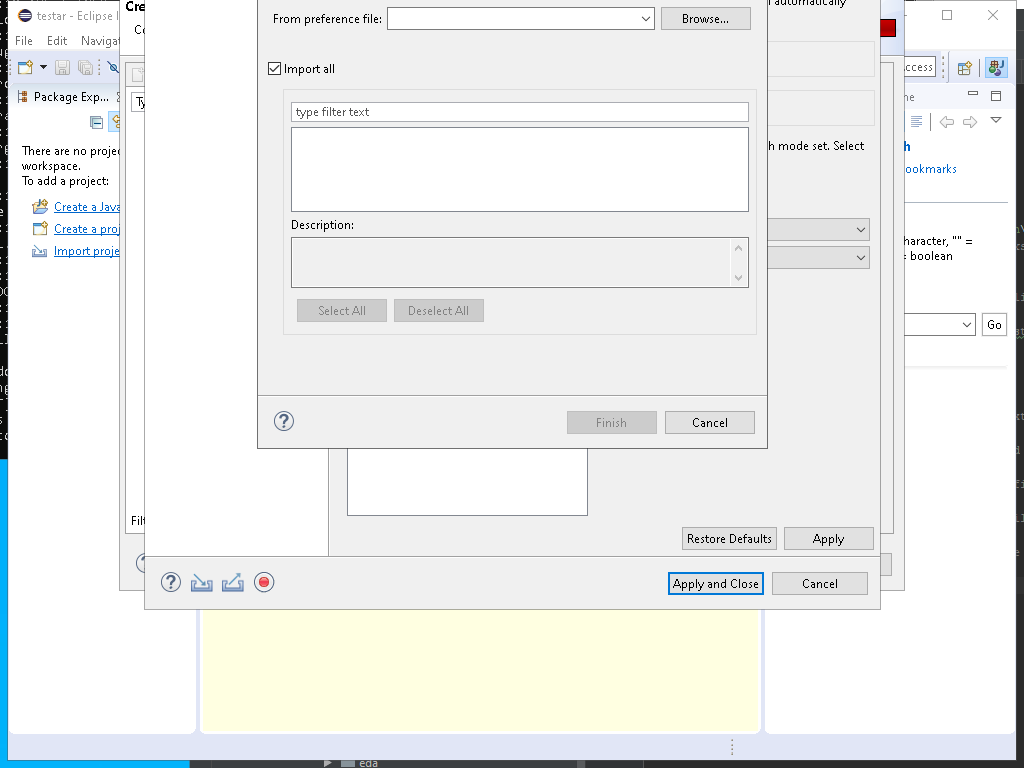 testar - Eclipse
Cre
From preference file:
Browse...
automatically
File Edit Navigat
Import all
ccess
Package Exp...
ne
Ty
type filter text
There are no projec
workspace.
To add a project:
h mode set. Select
h
ookmarks
Create a Java
Create a proj
Import proje
Description:
haracter, "" =
= boolean
Select All
Deselect All
Go
Finish
Cancel
Filt
Restore Defaults
Apply
Apply and Close
Cancel
eda